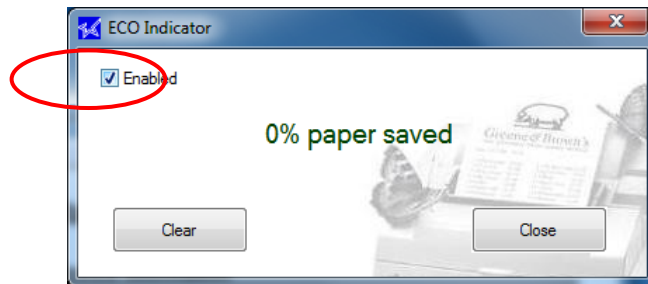 ECO Indicator
Enabled
0% paper saved
Greene & Brown's
Clear
Close